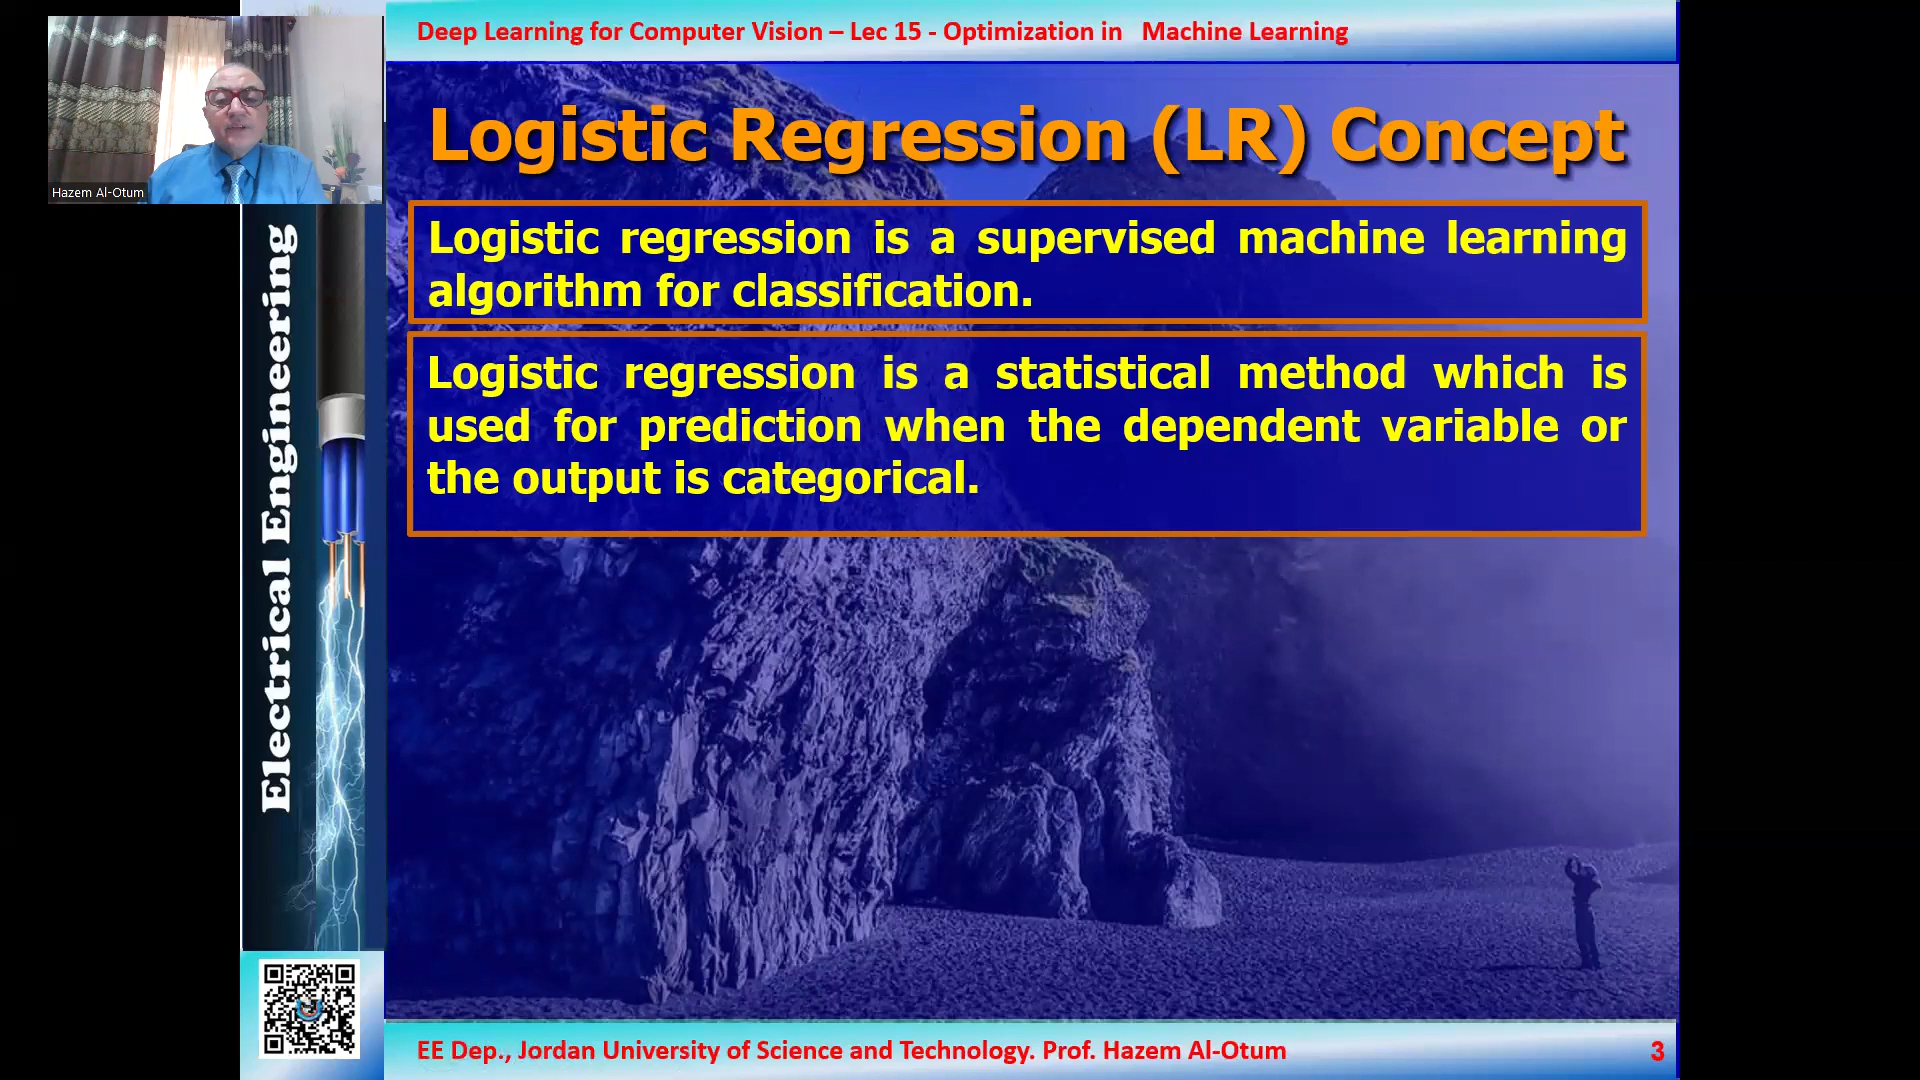 Deep Learning for Computer Vision – Lec 15 - Optimization in Machine Learning
Hazem Al-Otum
Logistic Regression (LR) Concept
Logistic regression is a supervised machine learning
algorithm for classification.
Logistic regression is a statistical method which is
used for prediction when the dependent variable or
the output is categorical.
Electrical Engineering
EE Dep., Jordan University of Science and Technology. Prof. Hazem Al-Otum
3